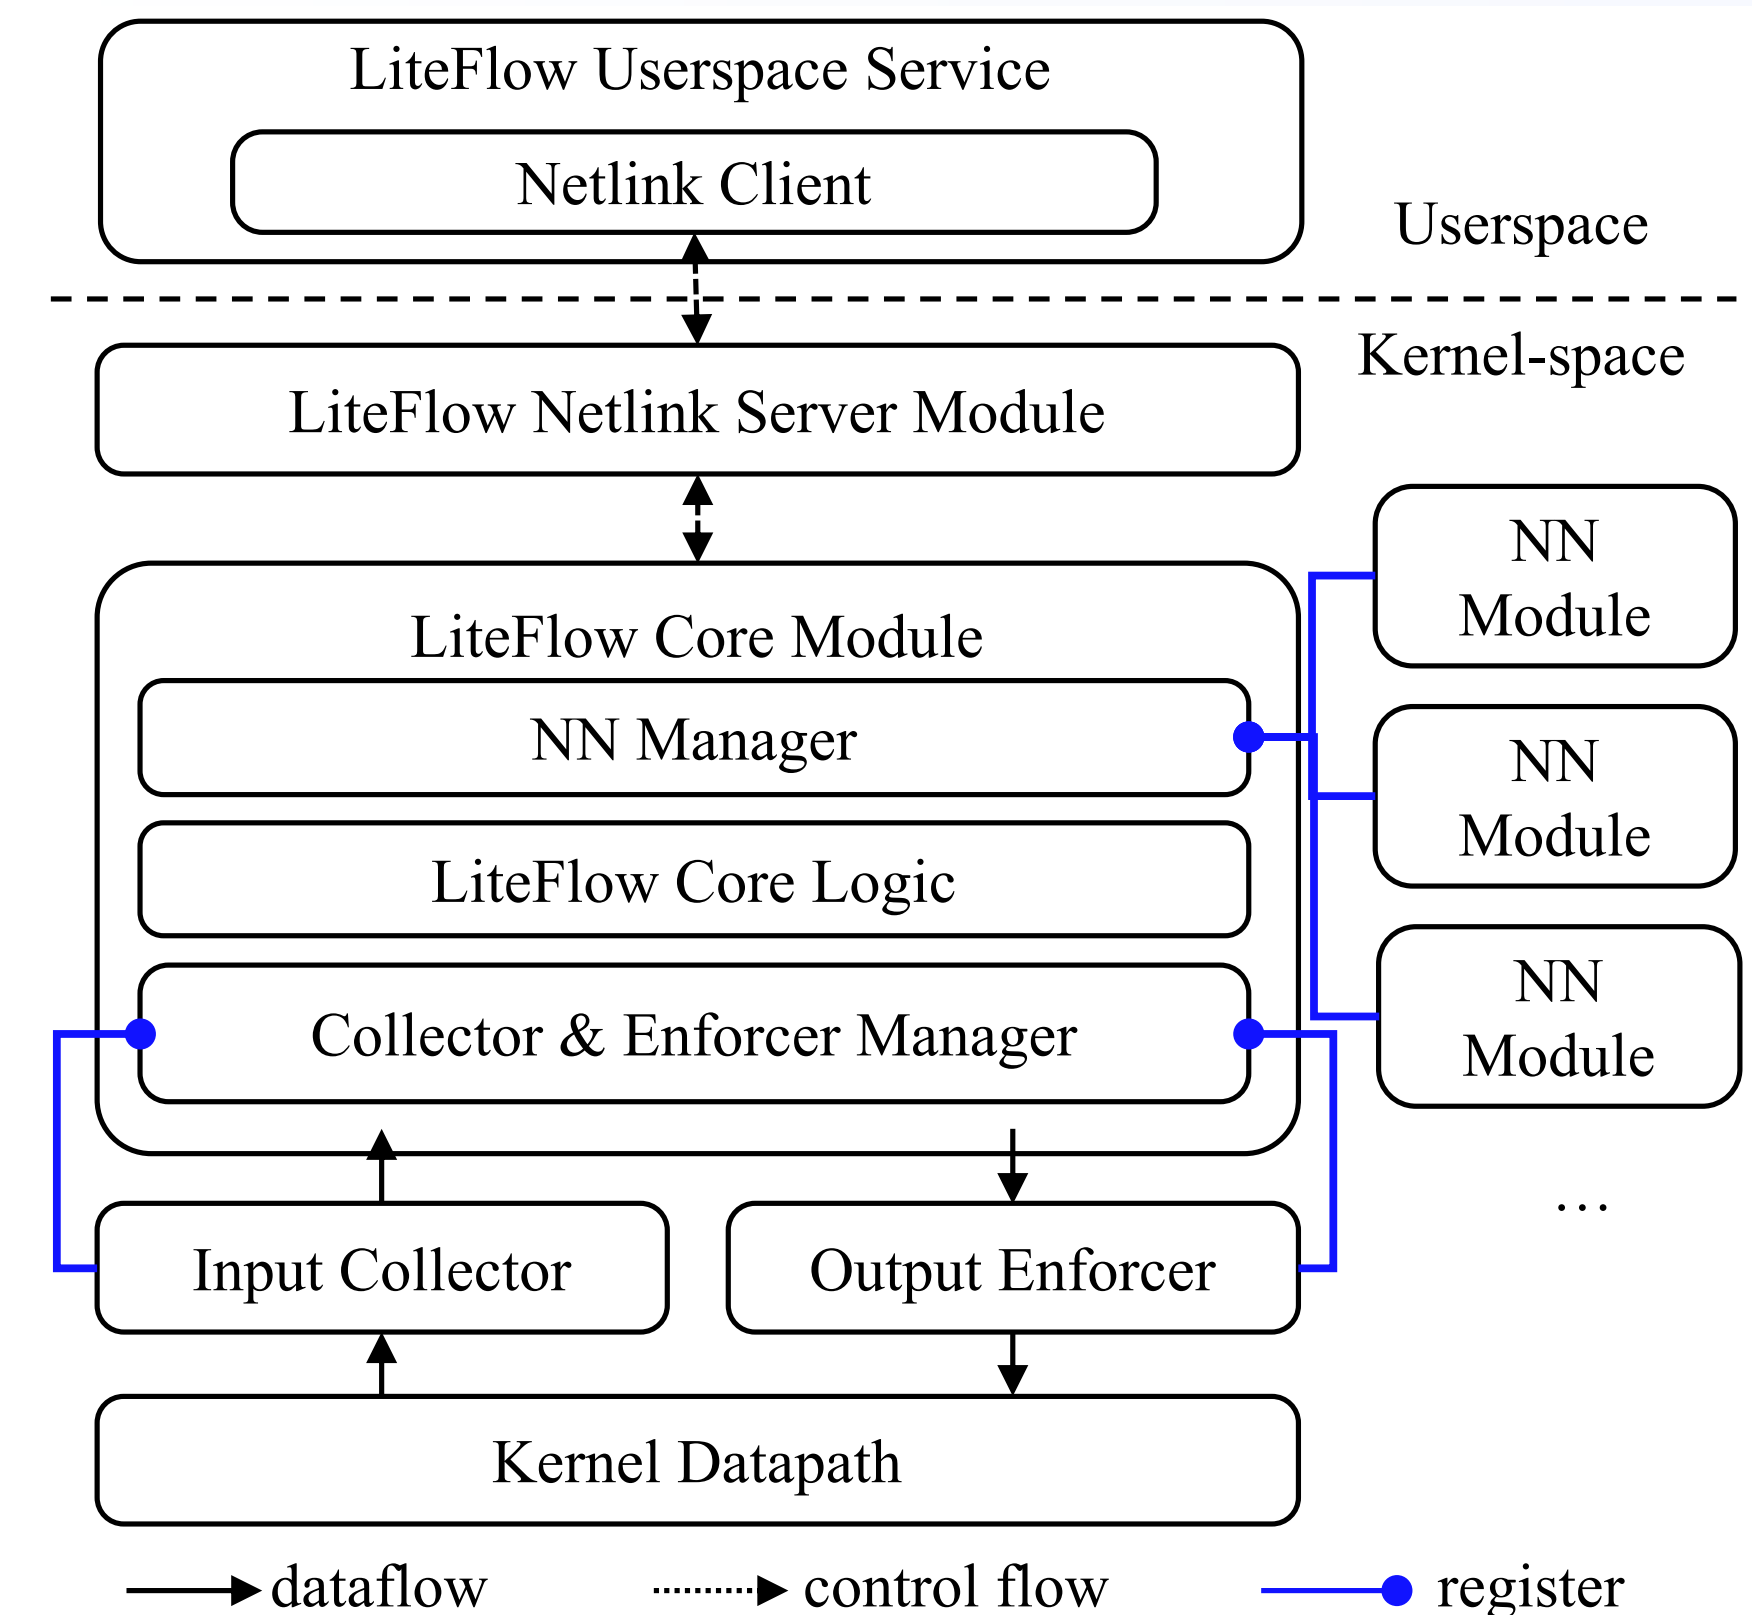 LiteFlow Userspace Service
Netlink Client
Userspace
Kernel-space
LiteFlow Netlink Server Module
LiteFlow Core Module
NN Manager
LiteFlow Core Logic
Collector & Enforcer Manager
NN
Module
NN
Module
NN
Module
…
Input Collector
Output Enforcer
Kernel Datapath
dataflow
control flow
register